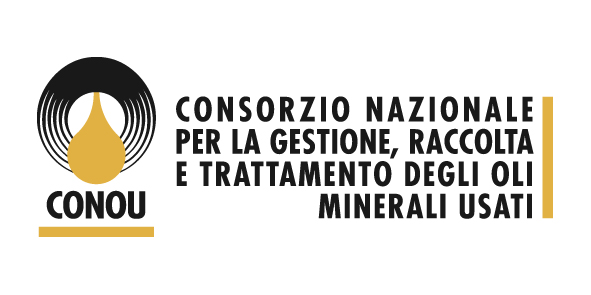 CONOU
CONSORZIO NAZIONALE
PER LA GESTIONE, RACCOLTA
E TRATTAMENTO DEGLI OLI
MINERALI USATI